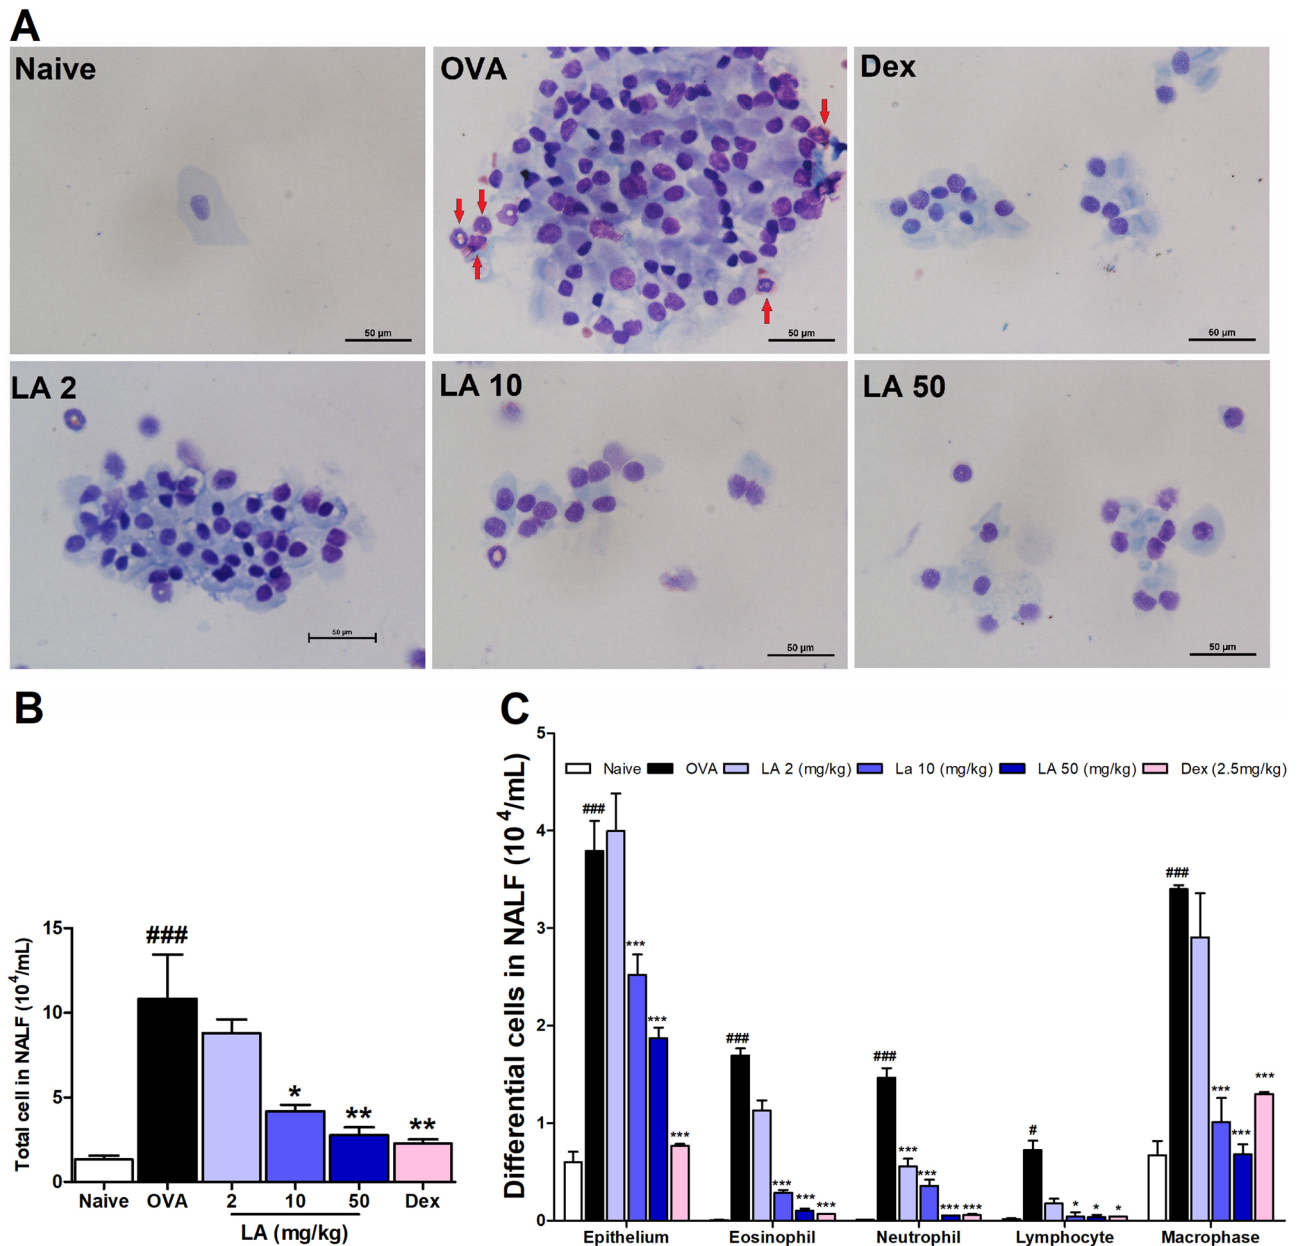 A
Naive
50 µm
OVA
50 µm
Dex
50 µm
LA 2
50 µm
LA 10
50 µm
LA 50
50 µm
B
Total cell in NALF (10⁴/mL)
15
10
5
0
###
*
**
**
Naive OVA 2 10 50 Dex
LA (mg/kg)
C
Differential cells in NALF (10⁴/mL)
5
4
3
2
1
0
Naive OVA LA 2 (mg/kg) La 10 (mg/kg) LA 50 (mg/kg) Dex (2.5mg/kg)
### *** *** ***
### *** *** ***
### *** *** *** ***
# * * *
### *** *** ***
Epithelium Eosinophil Neutrophil Lymphocyte Macrophase